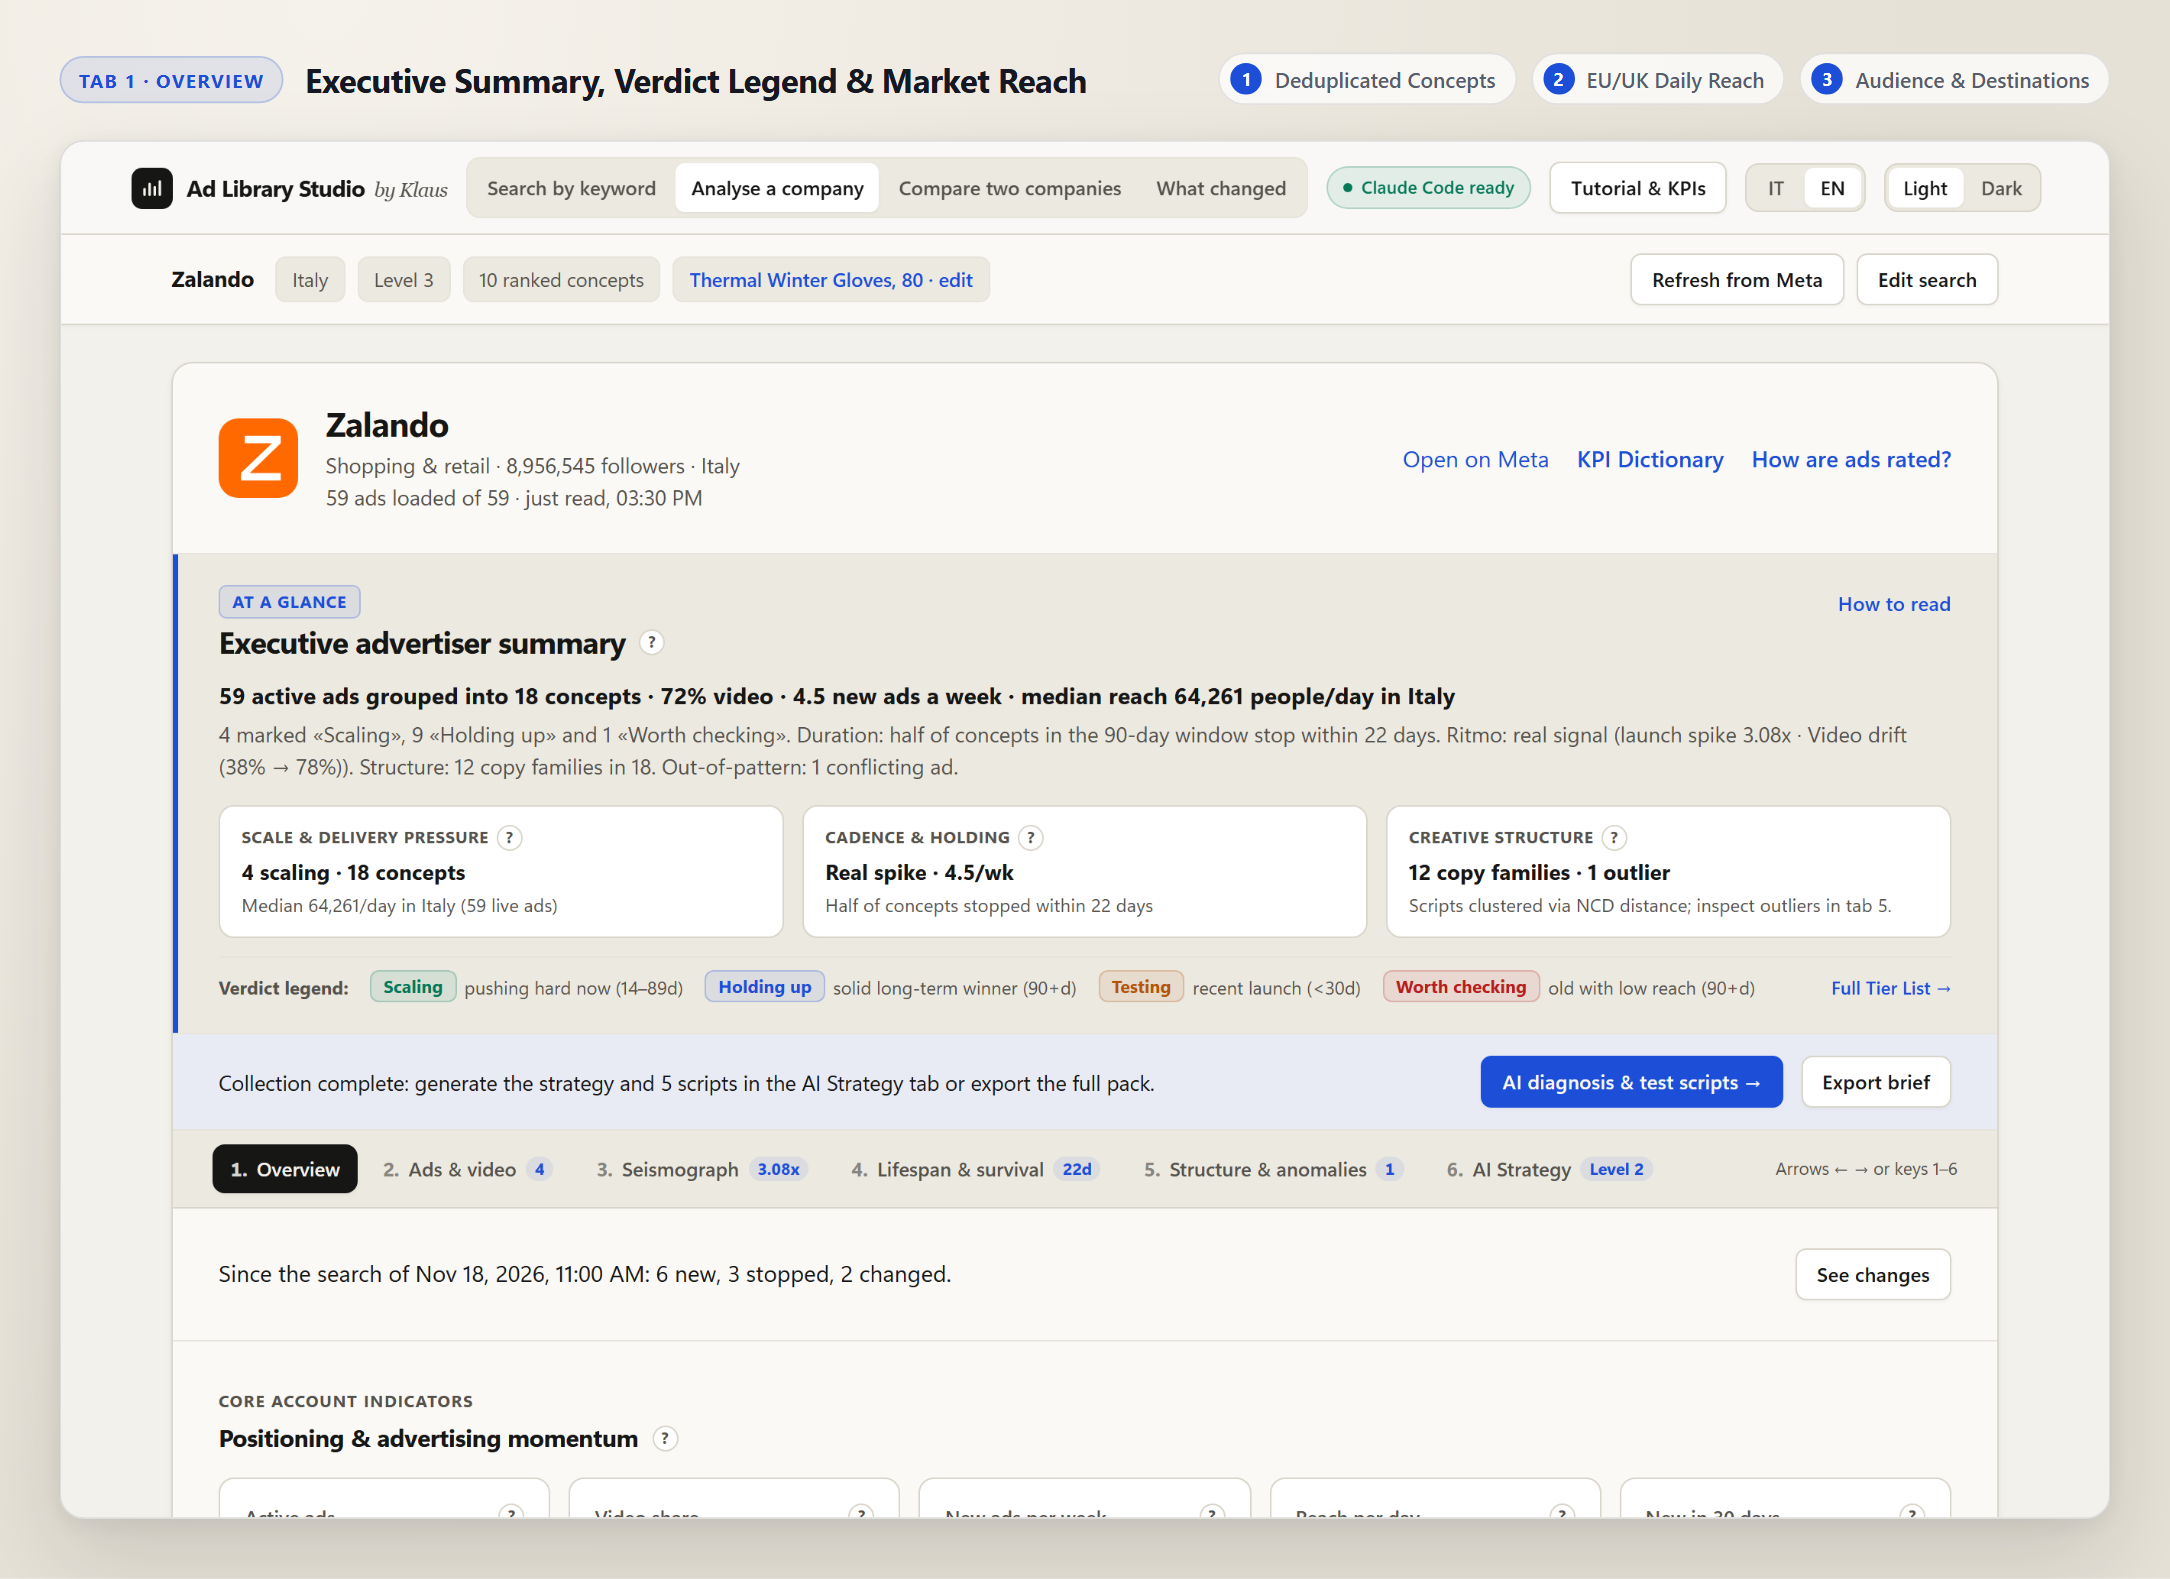 TAB 1 · OVERVIEW
Executive Summary, Verdict Legend & Market Reach
1 Deduplicated Concepts
2 EU/UK Daily Reach
3 Audience & Destinations
Ad Library Studio by Klaus
Search by keyword
Analyse a company
Compare two companies
What changed
Claude Code ready
Tutorial & KPIs
IT EN
Light Dark
Zalando
Italy
Level 3
10 ranked concepts
Thermal Winter Gloves, 80 · edit
Refresh from Meta
Edit search
Z
Zalando
Shopping & retail · 8,956,545 followers · Italy
59 ads loaded of 59 · just read, 03:30 PM
Open on Meta
KPI Dictionary
How are ads rated?
AT A GLANCE
How to read
Executive advertiser summary ?
59 active ads grouped into 18 concepts · 72% video · 4.5 new ads a week · median reach 64,261 people/day in Italy
4 marked «Scaling», 9 «Holding up» and 1 «Worth checking». Duration: half of concepts in the 90-day window stop within 22 days. Ritmo: real signal (launch spike 3.08x · Video drift
(38% → 78%)). Structure: 12 copy families in 18. Out-of-pattern: 1 conflicting ad.
SCALE & DELIVERY PRESSURE ?
4 scaling · 18 concepts
Median 64,261/day in Italy (59 live ads)
CADENCE & HOLDING ?
Real spike · 4.5/wk
Half of concepts stopped within 22 days
CREATIVE STRUCTURE ?
12 copy families · 1 outlier
Scripts clustered via NCD distance; inspect outliers in tab 5.
Verdict legend: Scaling pushing hard now (14–89d) Holding up solid long-term winner (90+d) Testing recent launch (<30d) Worth checking old with low reach (90+d) Full Tier List →
Collection complete: generate the strategy and 5 scripts in the AI Strategy tab or export the full pack.
AI diagnosis & test scripts →
Export brief
1. Overview
2. Ads & video 4
3. Seismograph 3.08x
4. Lifespan & survival 22d
5. Structure & anomalies 1
6. AI Strategy Level 2
Arrows ← → or keys 1–6
Since the search of Nov 18, 2026, 11:00 AM: 6 new, 3 stopped, 2 changed.
See changes
CORE ACCOUNT INDICATORS
Positioning & advertising momentum ?
Active ads ?
Video share ?
New ads per week ?
Reach per day ?
New in 30 days ?